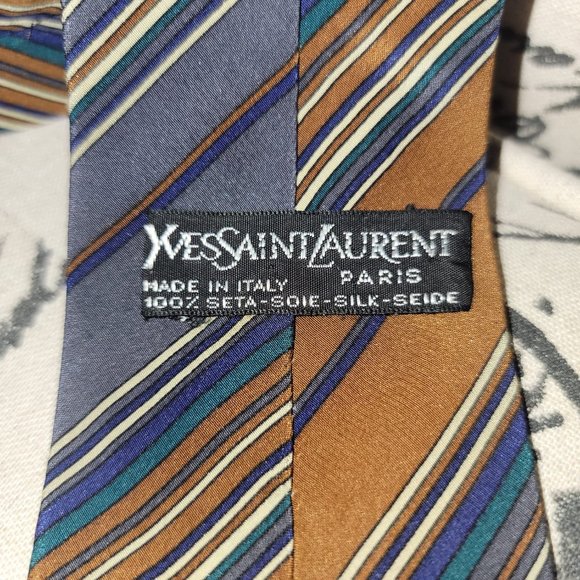 YVESSAINTLAURENT
PARIS
MADE IN ITALY
100% SETA-SOIE-SILK-SEIDE